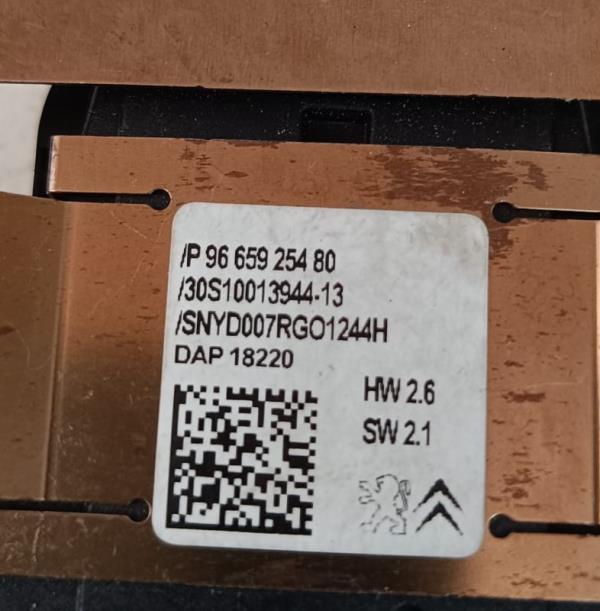 /P 96 659 254 80
/30S10013944-13
/SNYD007RGO1244H
DAP 18220
HW 2.6
SW 2.1